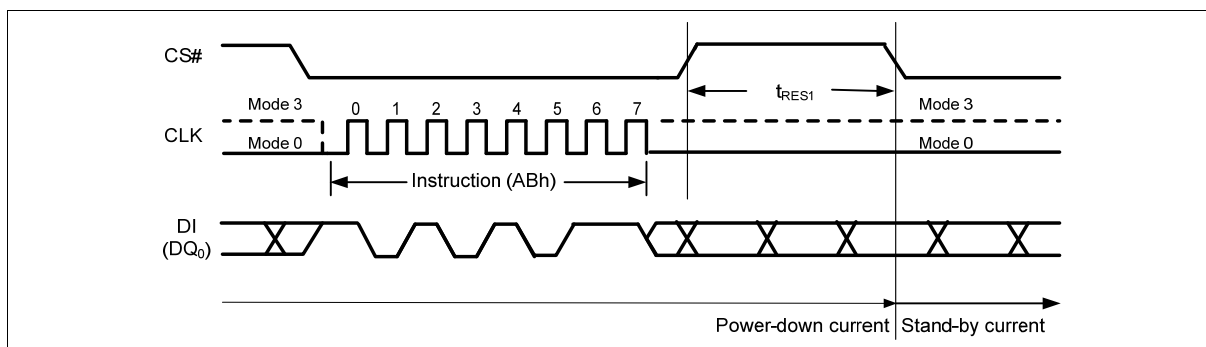 CS#
tRES1
Mode 3
0 1 2 3 4 5 6 7
Mode 3
CLK
Mode 0
Mode 0
Instruction (ABh)
DI
(DQ0)
Power-down current
Stand-by current